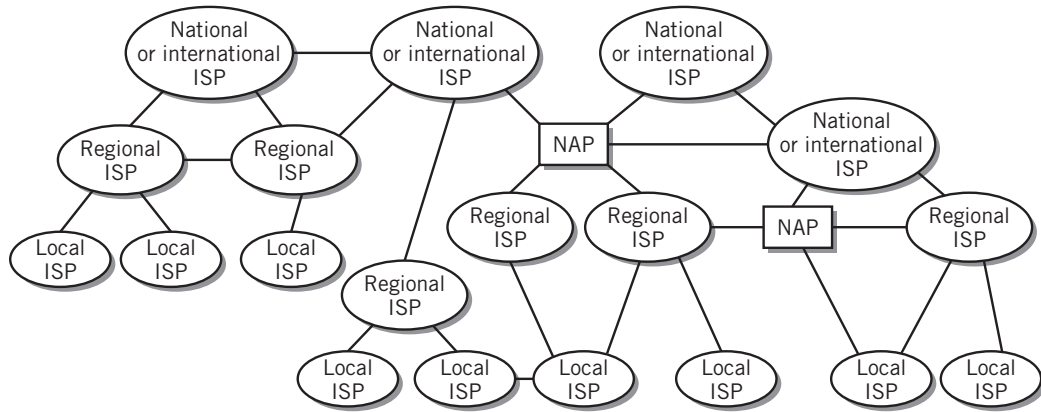 National
or international
ISP
National
or international
ISP
National
or international
ISP
National
or international
ISP
NAP
Regional
ISP
Regional
ISP
Regional
ISP
Regional
ISP
NAP
Regional
ISP
Local
ISP
Local
ISP
Local
ISP
Regional
ISP
Local
ISP
Local
ISP
Local
ISP
Local
ISP
Local
ISP
Local
ISP